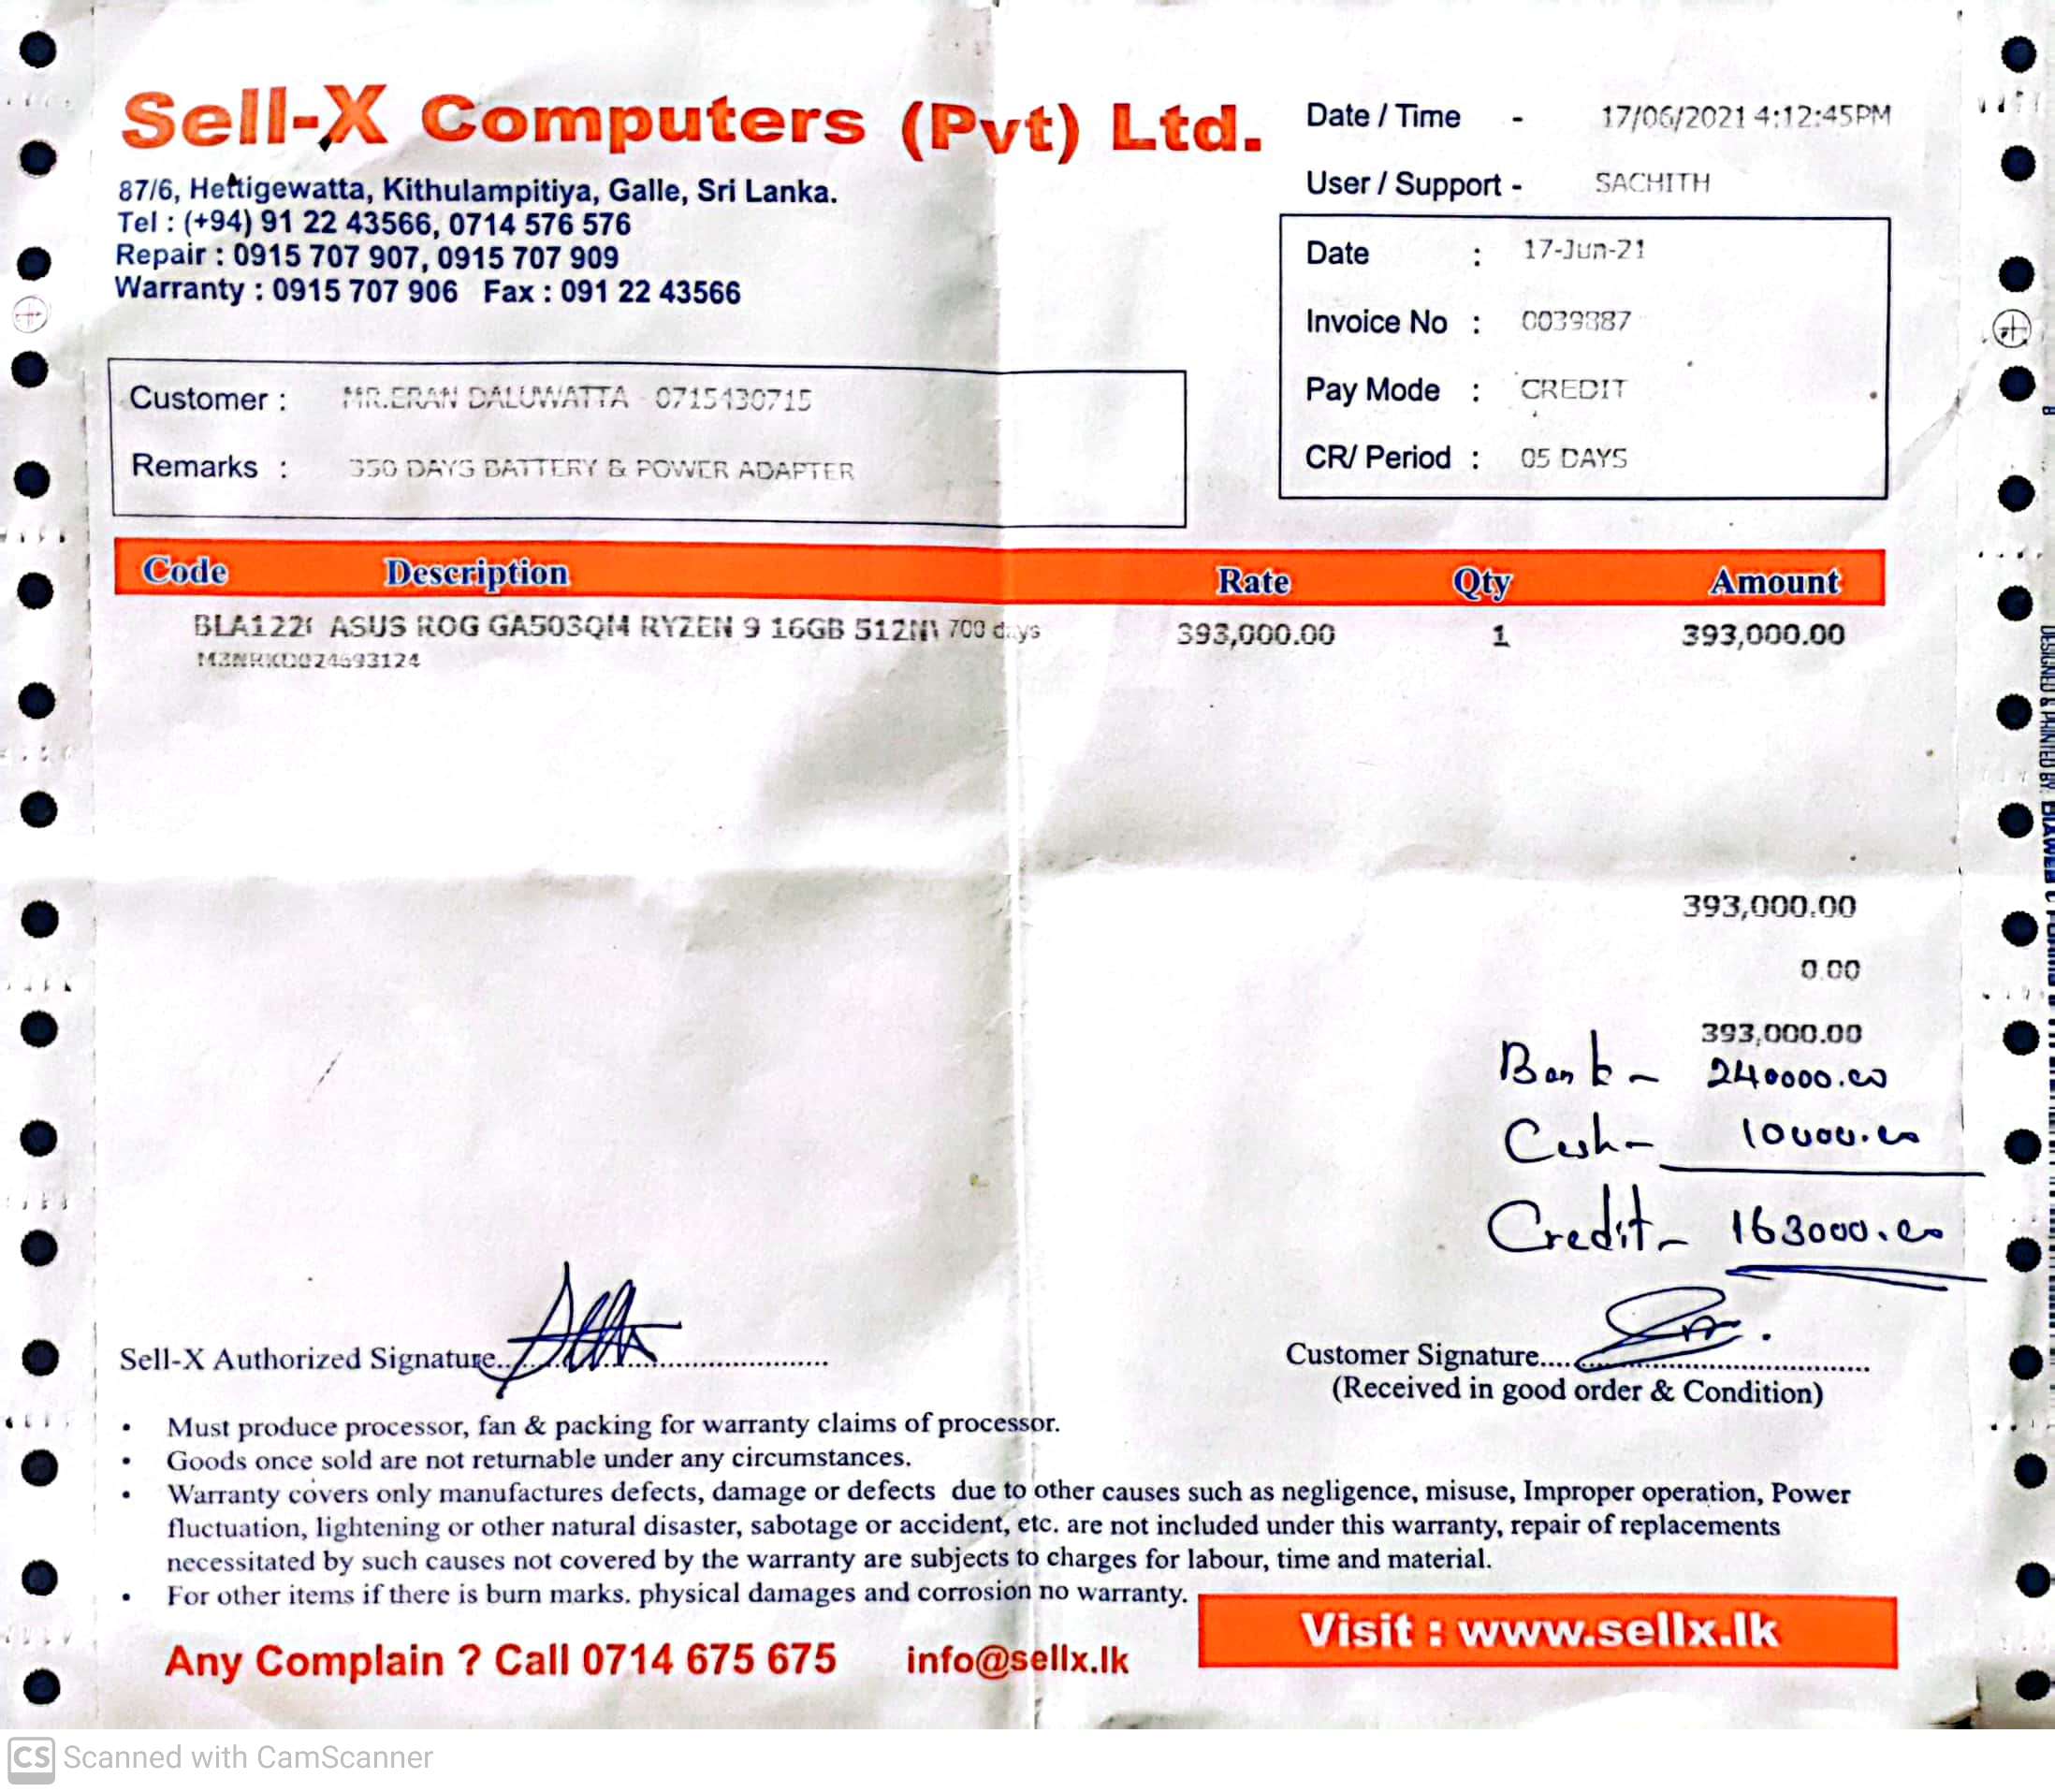 Sell-X Computers (Pvt) Ltd.
87/6, Hettigewatta, Kithulampitiya, Galle, Sri Lanka.
Tel : (+94) 91 22 43566, 0714 576 576
Repair : 0915 707 907, 0915 707 909
Warranty : 0915 707 906 Fax : 091 22 43566
Date / Time - 17/06/2021 4:12:45PM
User / Support - SACHITH
Date : 17-Jun-21
Invoice No : 0039887
Pay Mode : CREDIT
CR/ Period : 05 DAYS
Customer : MR.ERAN DALUWATTA 0715430715
Remarks : 350 DAYS BATTERY & POWER ADAPTER
Code Description Rate Qty Amount
ASUS ROG GA503QM RYZEN 9 16GB 700 days 393,000.00 1 393,000.00
393,000.00
0.00
393,000.00
Bank - 240000.00
Cash - 10000.00
Credit - 163000.00
Sell-X Authorized Signature
Customer Signature
(Received in good order & Condition)
• Must produce processor, fan & packing for warranty claims of processor.
• Goods once sold are not returnable under any circumstances.
• Warranty covers only manufactures defects, damage or defects due to other causes such as negligence, misuse, Improper operation, Power
fluctuation, lightening or other natural disaster, sabotage or accident, etc. are not included under this warranty, repair of replacements
necessitated by such causes not covered by the warranty are subjects to charges for labour, time and material.
• For other items if there is burn marks, physical damages and corrosion no warranty.
Any Complain ? Call 0714 675 675 info@sellx.lk
Visit : www.sellx.lk
DESIGNED & PRINTED BY:
CS Scanned with CamScanner